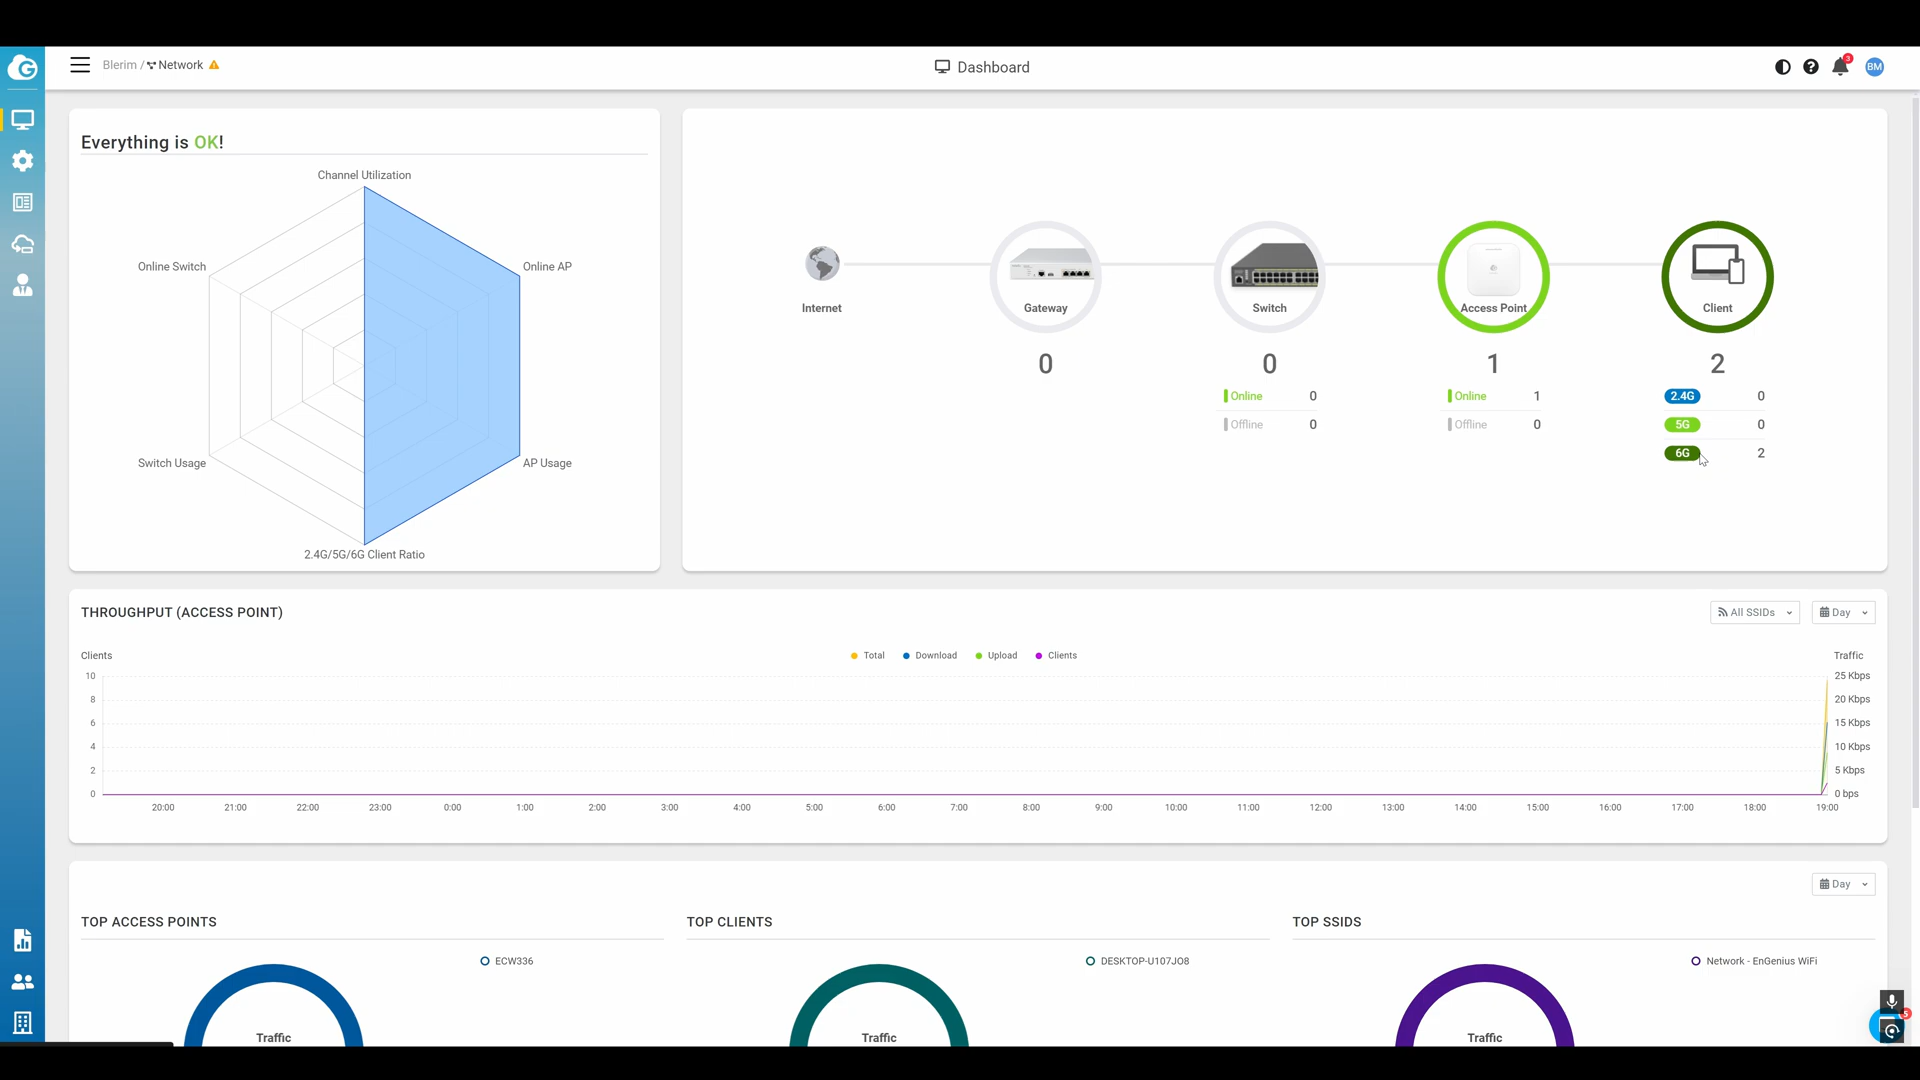 Blerim / Network
Dashboard
3
BM
Everything is OK!
Channel Utilization
Online Switch
Online AP
Switch Usage
AP Usage
2.4G/5G/6G Client Ratio
Internet
Gateway
Switch
Access Point
Client
0
0
1
2
Online 0
Offline 0
Online 1
Offline 0
2.4G 0
5G 0
6G 2
THROUGHPUT (ACCESS POINT)
All SSIDs
Day
Clients
Total
Download
Upload
Clients
Traffic
10
8
6
4
2
0
25 Kbps
20 Kbps
15 Kbps
10 Kbps
5 Kbps
0 bps
20:00 21:00 22:00 23:00 0:00 1:00 2:00 3:00 4:00 5:00 6:00 7:00 8:00 9:00 10:00 11:00 12:00 13:00 14:00 15:00 16:00 17:00 18:00 19:00
Day
TOP ACCESS POINTS
ECW336
Traffic
TOP CLIENTS
DESKTOP-U107JO8
Traffic
TOP SSIDS
Network - EnGenius WiFi
Traffic
5